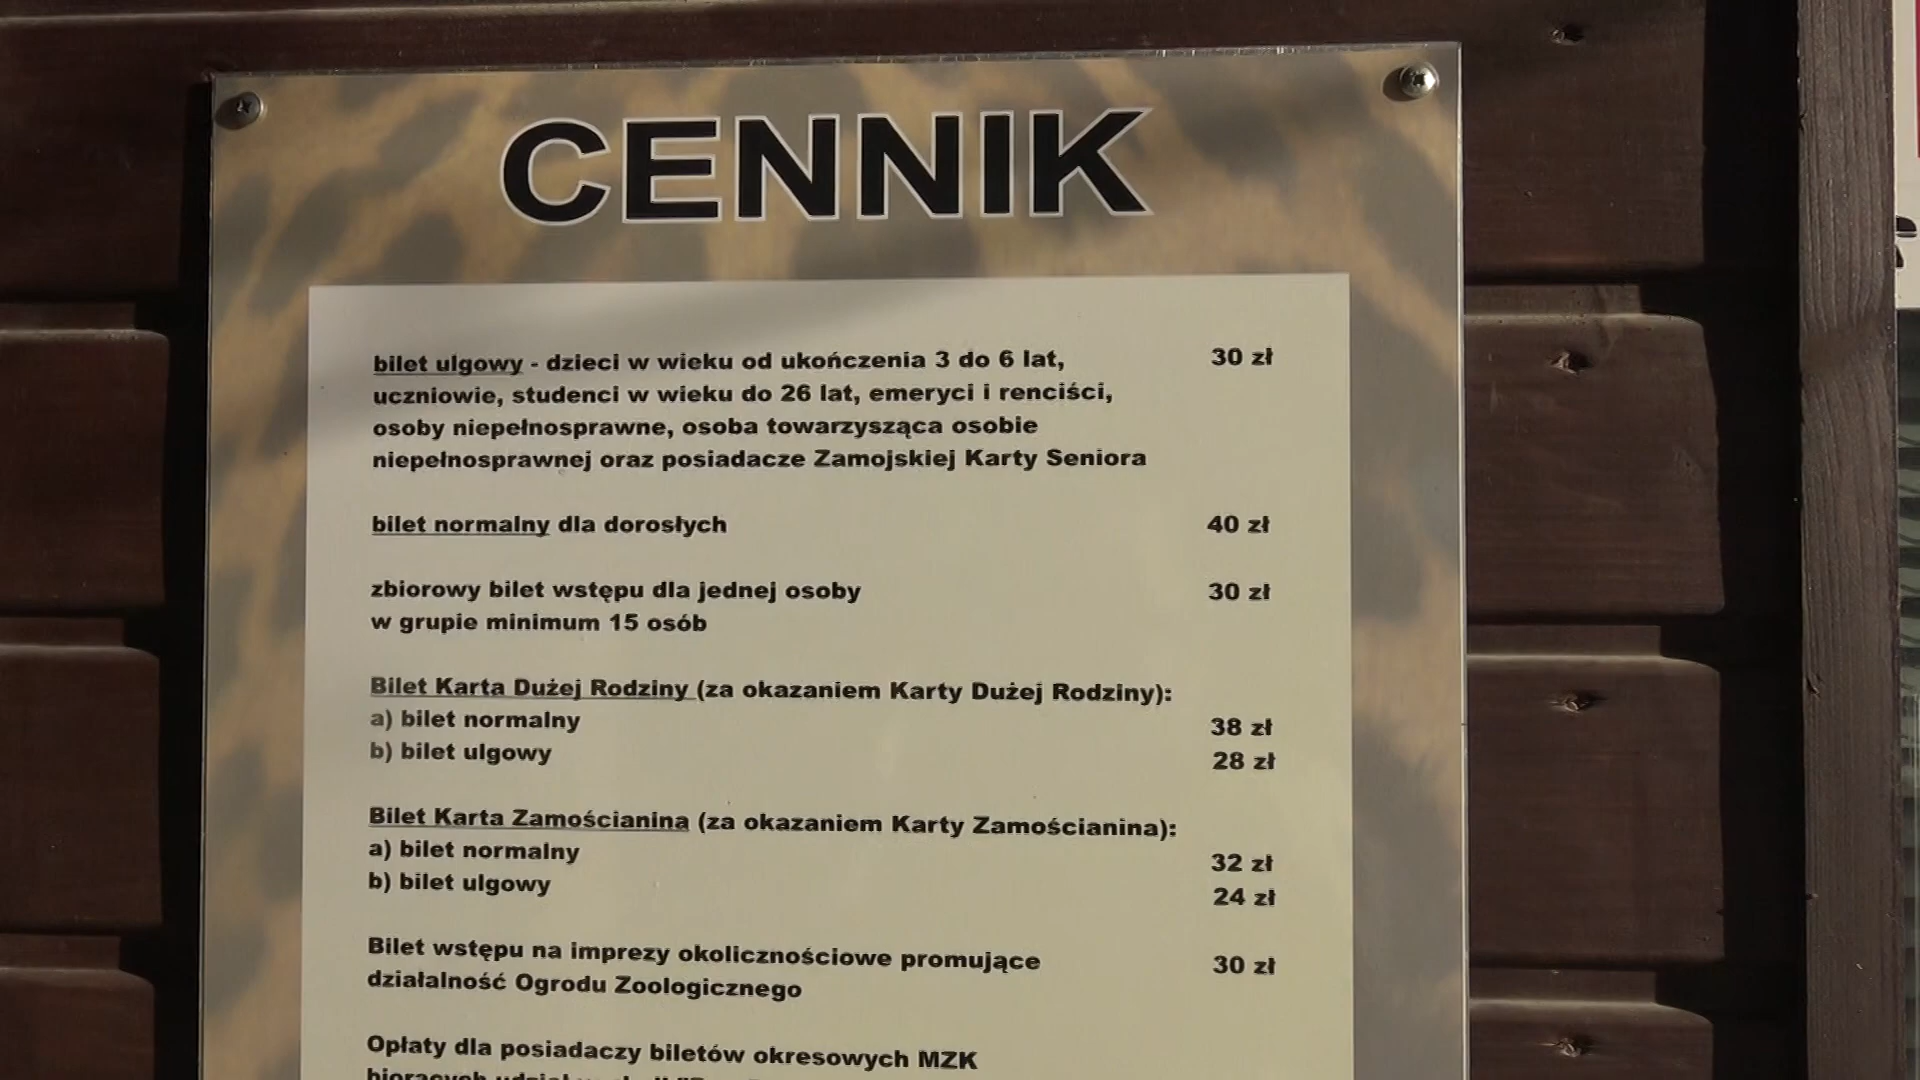 CENNIK
bilet ulgowy - dzieci w wieku od ukończenia 3 do 6 lat, 30 zł
uczniowie, studenci w wieku do 26 lat, emeryci i renciści,
osoby niepełnosprawne, osoba towarzysząca osobie
niepełnosprawnej oraz posiadacze Zamojskiej Karty Seniora
bilet normalny dla dorosłych 40 zł
zbiorowy bilet wstępu dla jednej osoby 30 zł
w grupie minimum 15 osób
Bilet Karta Dużej Rodziny (za okazaniem Karty Dużej Rodziny):
a) bilet normalny 38 zł
b) bilet ulgowy 28 zł
Bilet Karta Zamościanina (za okazaniem Karty Zamościanina):
a) bilet normalny 32 zł
b) bilet ulgowy 24 zł
Bilet wstępu na imprezy okolicznościowe promujące 30 zł
działalność Ogrodu Zoologicznego
Opłaty dla posiadaczy biletów okresowych MZK